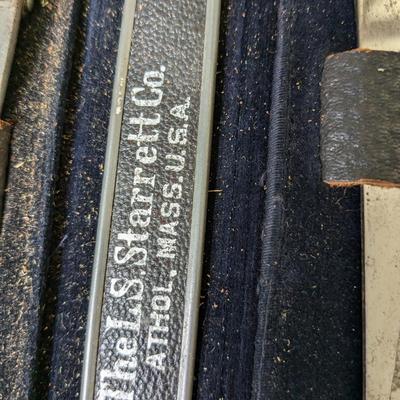 The L.S. Starrett Co.
ATHOL. MASS. U.S.A.